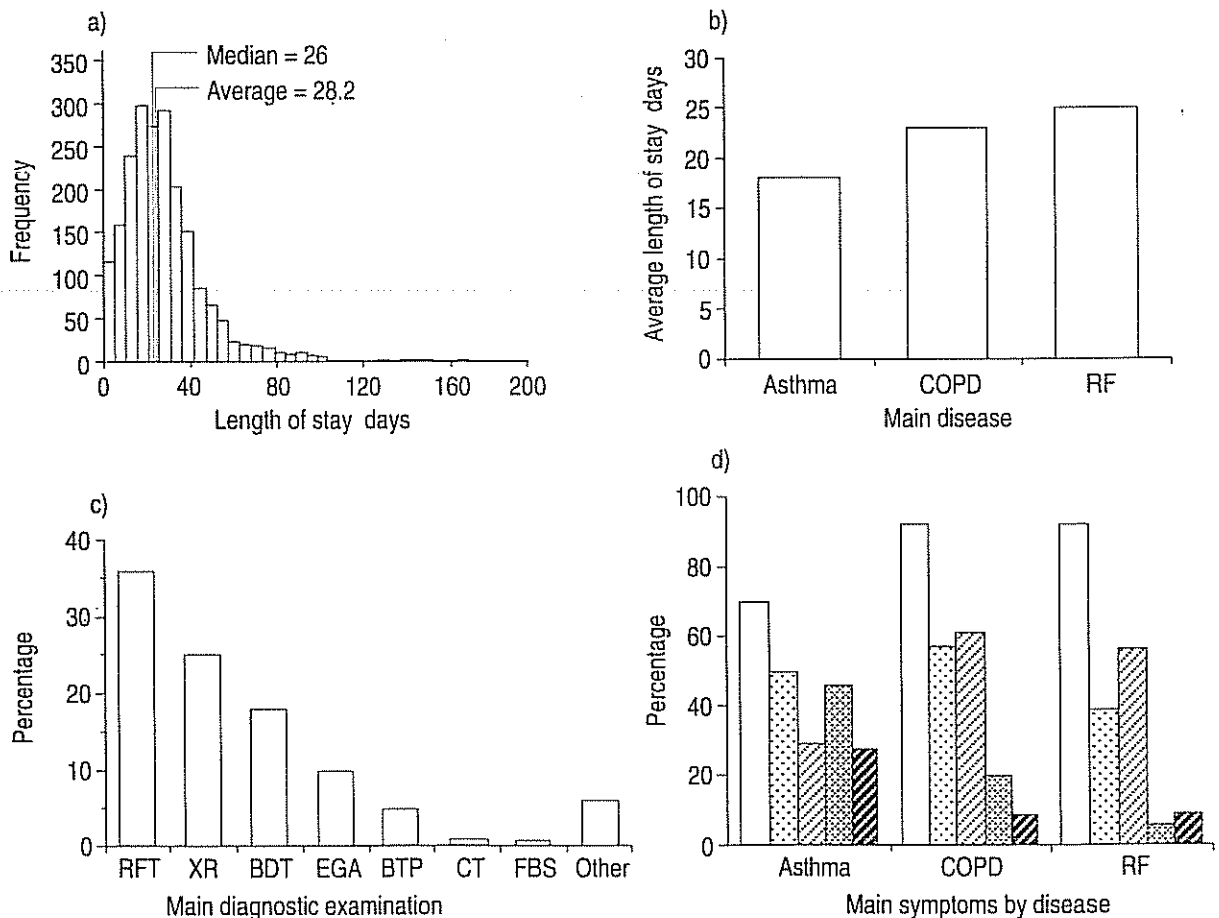 a)
Median = 26
Average = 28.2
350
300
250
200
150
100
50
0
Frequency
0 40 80 120 160 200
Length of stay days
b)
30
25
20
15
10
5
0
Average length of stay days
Asthma COPD RF
Main disease
c)
40
30
20
10
0
Percentage
RFT XR BDT EGA BTP CT FBS Other
Main diagnostic examination
d)
100
80
60
40
20
0
Percentage
Asthma COPD RF
Main symptoms by disease